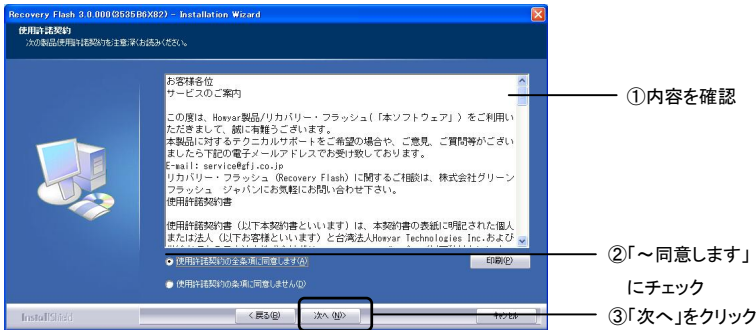 Recovery Flash 3.0.000(3535B6X82) - Installation Wizard
使用許諾契約
次の製品使用許諾契約を注意深くお読みください。
お客様各位
サービスのご案内
この度は、Honyar製品/リカバリー・フラッシュ(「本ソフトウェア」) をご利用い
ただきまして、誠に有難うございます。
本製品に対するテクニカルサポートをご希望の場合や、ご意見、ご質問等がござい
ましたら下記の電子メールアドレスでお受け致しております。
E-mail: service@gfj.co.jp
リカバリー・フラッシュ (Recovery Flash) に関するご相談は、株式会社グリーン
フラッシュ ジャパンにお気軽にお問い合わせ下さい。
使用許諾契約書
使用許諾契約書（以下本契約書といいます）は、本契約書の表紙に明記された個人
または法人（以下お客様といいます）と台湾法人Honyar Technologies Inc.および
使用許諾契約の全条項に同意します(A)
印刷(P)
使用許諾契約の条項に同意しません(D)
InstallShield
< 戻る(B)
次へ (N)>
キャンセル
①内容を確認
②「～同意します」
にチェック
③「次へ」をクリック